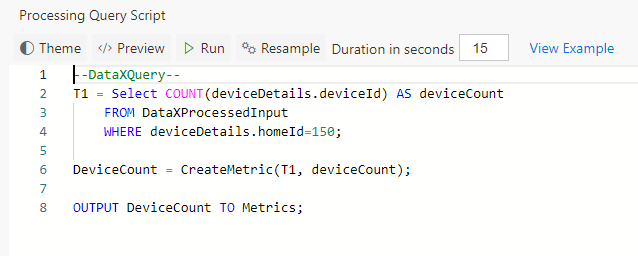 Processing Query Script
Theme </> Preview Run Resample Duration in seconds 15 View Example
1 --DataXQuery--
2 T1 = Select COUNT(deviceDetails.deviceId) AS deviceCount
3 FROM DataXProcessedInput
4 WHERE deviceDetails.homeId=150;
5
6 DeviceCount = CreateMetric(T1, deviceCount);
7
8 OUTPUT DeviceCount TO Metrics;